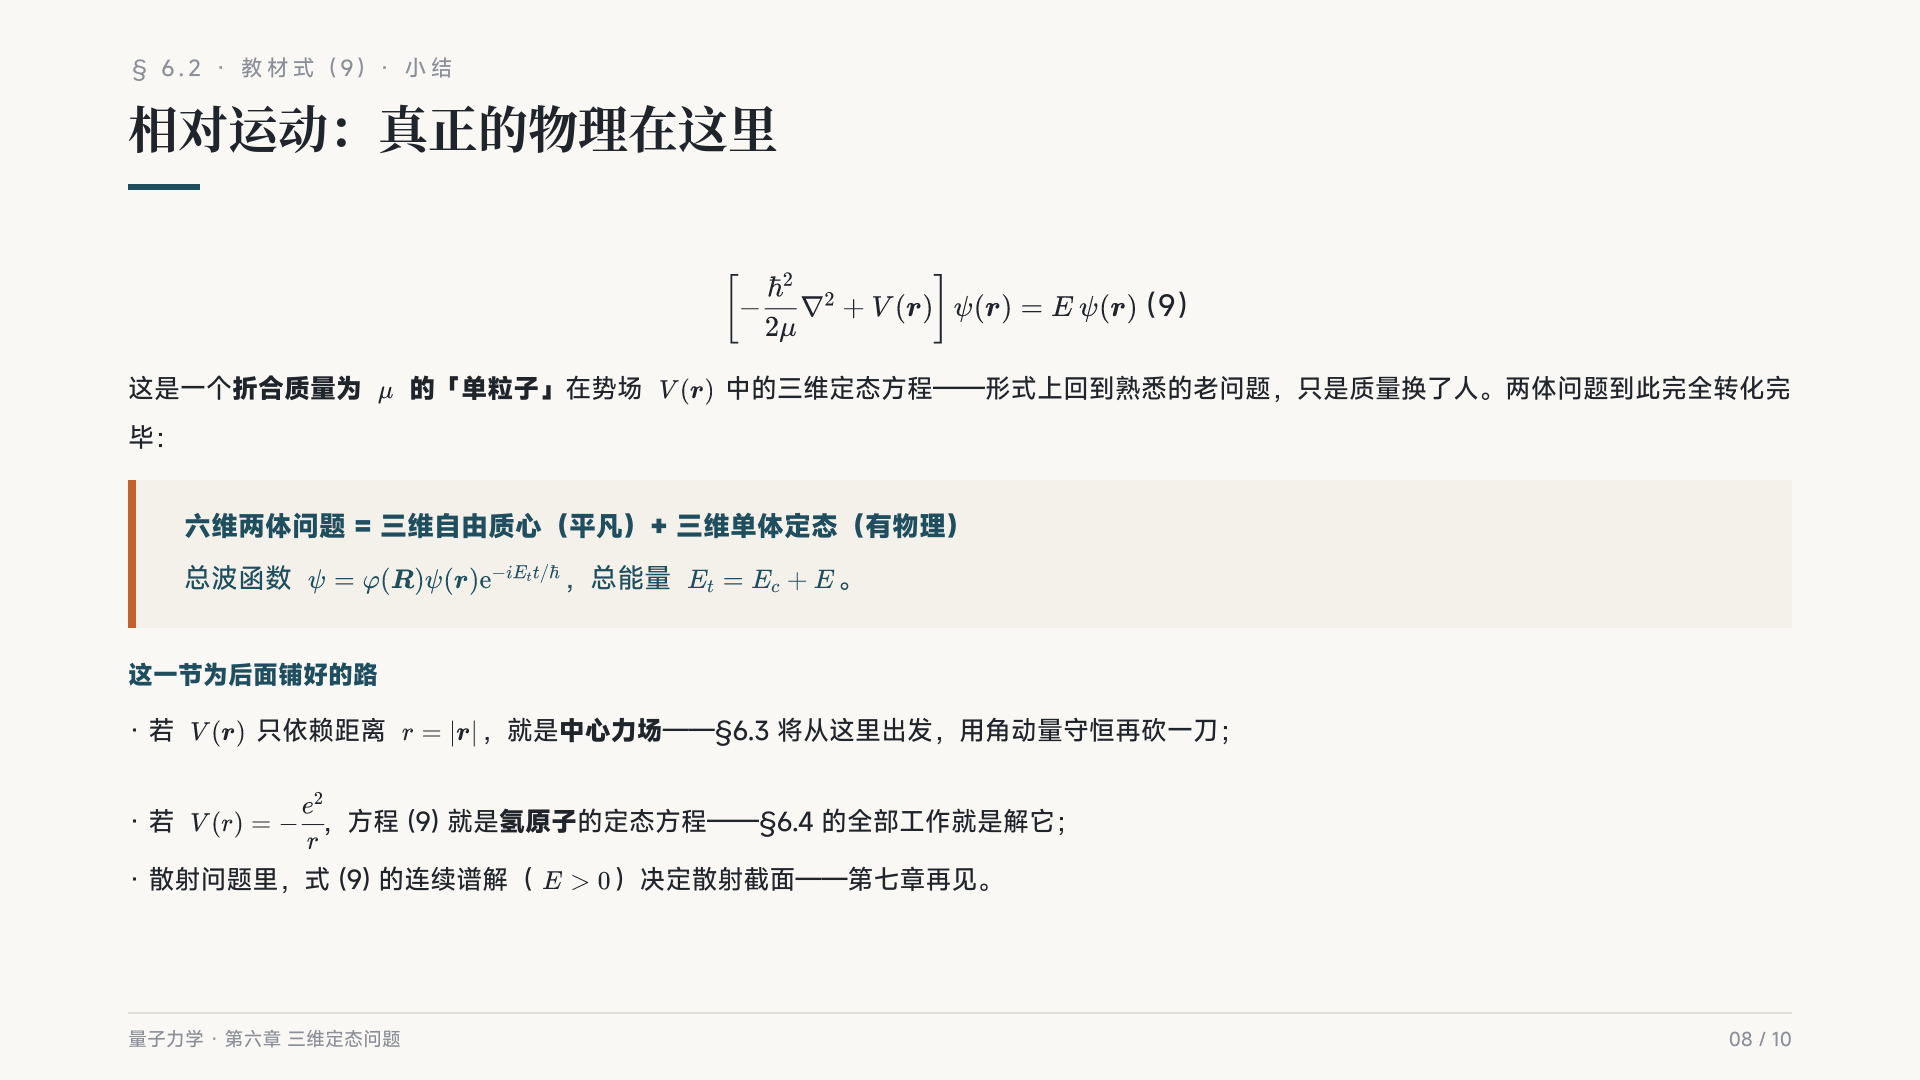 § 6.2 · 教材式（9）· 小结
相对运动：真正的物理在这里
[−ℏ²/2μ ∇² + V(r)] ψ(r) = E ψ(r)（9）
这是一个折合质量为 μ 的「单粒子」在势场 V(r) 中的三维定态方程——形式上回到熟悉的老问题，只是质量换了人。两体问题到此完全转化完
毕：
六维两体问题 = 三维自由质心（平凡）+ 三维单体定态（有物理）
总波函数 ψ = φ(R)ψ(r)e^{−iE_t t/ℏ}，总能量 E_t = E_c + E。
这一节为后面铺好的路
· 若 V(r) 只依赖距离 r = |r|，就是中心力场——§6.3 将从这里出发，用角动量守恒再砍一刀；
· 若 V(r) = −e²/r，方程 (9) 就是氢原子的定态方程——§6.4 的全部工作就是解它；
· 散射问题里，式 (9) 的连续谱解（ E > 0）决定散射截面——第七章再见。
量子力学 · 第六章 三维定态问题
08 / 10